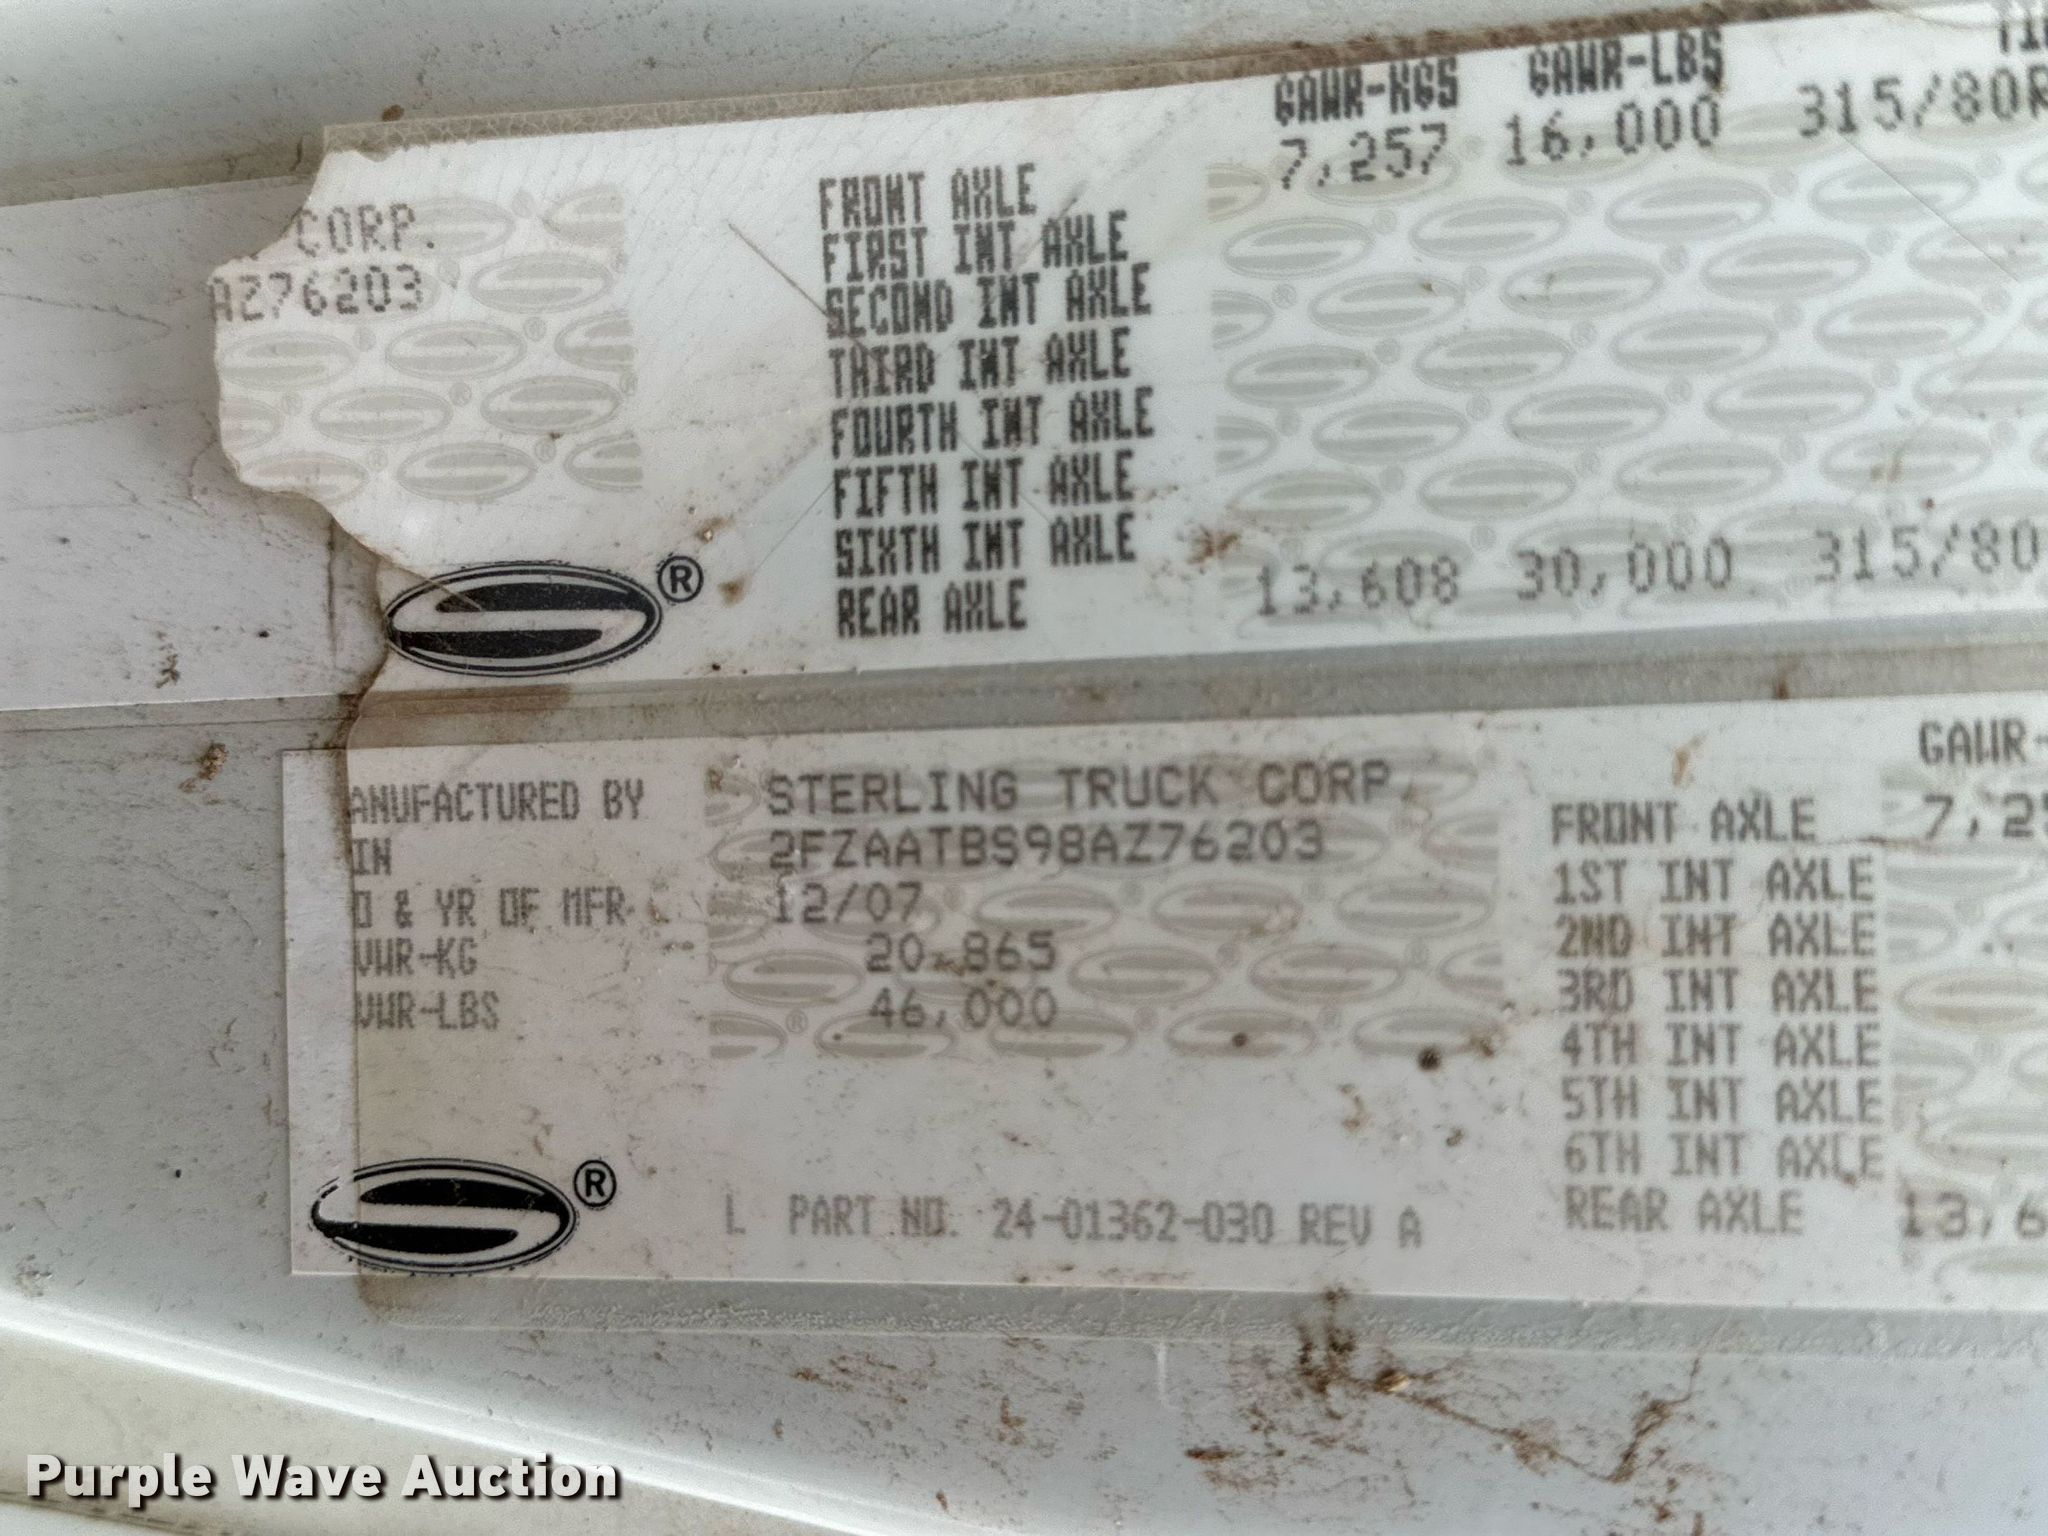 GAWR-KGS GAWR-LBS
7,257 16,000 315/80R
CORP.
AZ76203
FRONT AXLE
FIRST INT AXLE
SECOND INT AXLE
THIRD INT AXLE
FOURTH INT AXLE
FIFTH INT AXLE
SIXTH INT AXLE
REAR AXLE 13,608 30,000 315/80
®
ANUFACTURED BY STERLING TRUCK CORP.
IN 2FZAATBS98AZ76203
O & YR OF MFR 12/07
VWR-KG 20,865
VWR-LBS 46,000
GAWR-
FRONT AXLE 7,25
1ST INT AXLE
2ND INT AXLE
3RD INT AXLE
4TH INT AXLE
5TH INT AXLE
6TH INT AXLE
REAR AXLE 13,6
®
L PART NO. 24-01362-030 REV A
Purple Wave Auction